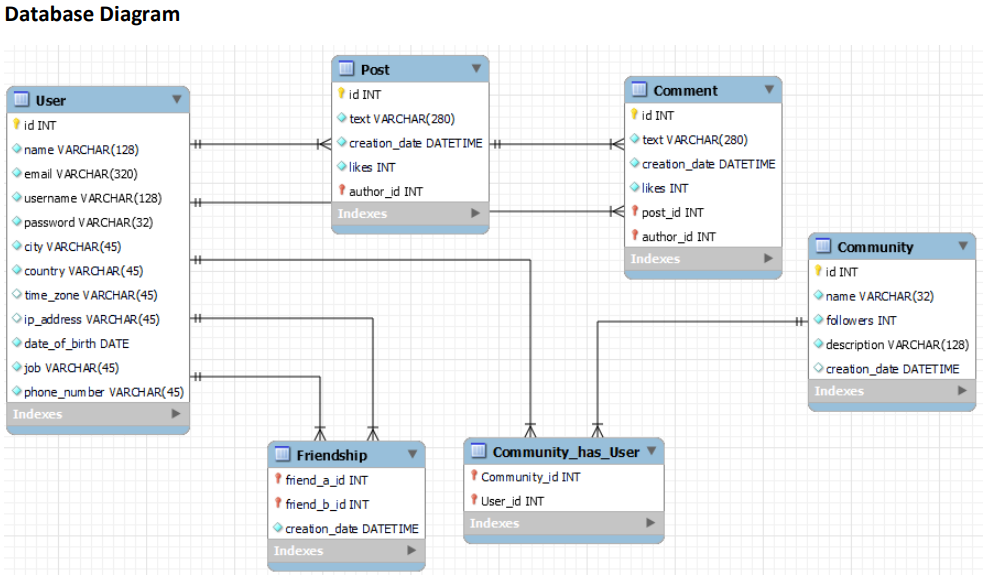 Database Diagram
User
id INT
name VARCHAR(128)
email VARCHAR(320)
username VARCHAR(128)
password VARCHAR(32)
city VARCHAR(45)
country VARCHAR(45)
time_zone VARCHAR(45)
ip_address VARCHAR(45)
date_of_birth DATE
job VARCHAR(45)
phone_number VARCHAR(45)
Indexes
Post
id INT
text VARCHAR(280)
creation_date DATETIME
likes INT
author_id INT
Indexes
Comment
id INT
text VARCHAR(280)
creation_date DATETIME
likes INT
post_id INT
author_id INT
Indexes
Community
id INT
name VARCHAR(32)
followers INT
description VARCHAR(128)
creation_date DATETIME
Indexes
Friendship
friend_a_id INT
friend_b_id INT
creation_date DATETIME
Indexes
Community_has_User
Community_id INT
User_id INT
Indexes